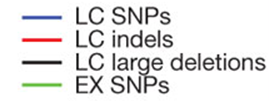 LC SNPs
LC indels
LC large deletions
EX SNPs